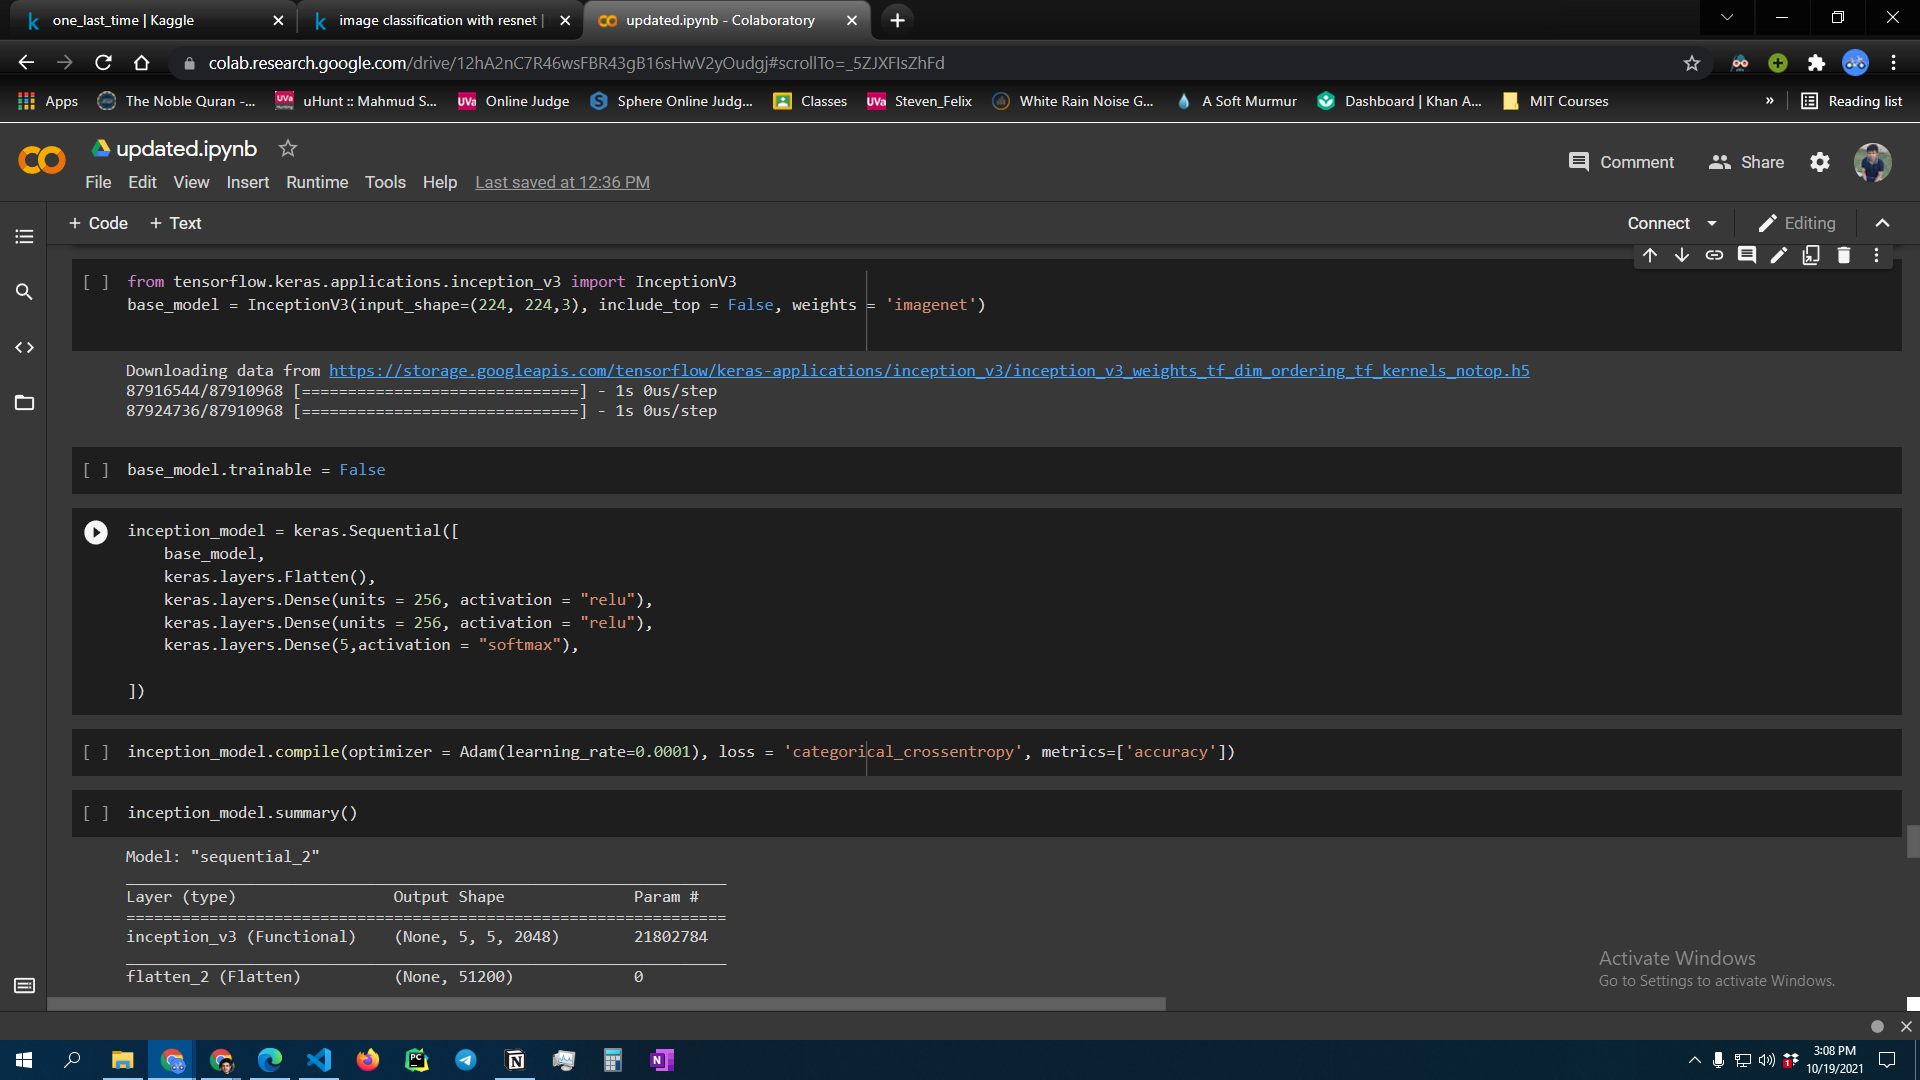 one_last_time | Kaggle
image classification with resnet |
updated.ipynb - Colaboratory
colab.research.google.com/drive/12hA2nC7R46wsFBR43gB16sHwV2yOudgj#scrollTo=_5ZJXFIsZhFd
Apps
The Noble Quran -...
uHunt :: Mahmud S...
Online Judge
Sphere Online Judg...
Classes
Steven_Felix
White Rain Noise G...
A Soft Murmur
Dashboard | Khan A...
MIT Courses
»
Reading list
updated.ipynb
Comment
Share
File Edit View Insert Runtime Tools Help Last saved at 12:36 PM
+ Code + Text
Connect
Editing
[ ] from tensorflow.keras.applications.inception_v3 import InceptionV3
base_model = InceptionV3(input_shape=(224, 224,3), include_top = False, weights = 'imagenet')
Downloading data from https://storage.googleapis.com/tensorflow/keras-applications/inception_v3/inception_v3_weights_tf_dim_ordering_tf_kernels_notop.h5
87916544/87910968 [==============================] - 1s 0us/step
87924736/87910968 [==============================] - 1s 0us/step
[ ] base_model.trainable = False
inception_model = keras.Sequential([
base_model,
keras.layers.Flatten(),
keras.layers.Dense(units = 256, activation = "relu"),
keras.layers.Dense(units = 256, activation = "relu"),
keras.layers.Dense(5,activation = "softmax"),
])
[ ] inception_model.compile(optimizer = Adam(learning_rate=0.0001), loss = 'categorical_crossentropy', metrics=['accuracy'])
[ ] inception_model.summary()
Model: "sequential_2"
_________________________________________________________________
Layer (type) Output Shape Param #
=================================================================
inception_v3 (Functional) (None, 5, 5, 2048) 21802784
_________________________________________________________________
flatten_2 (Flatten) (None, 51200) 0
Activate Windows
Go to Settings to activate Windows.
3:08 PM
10/19/2021